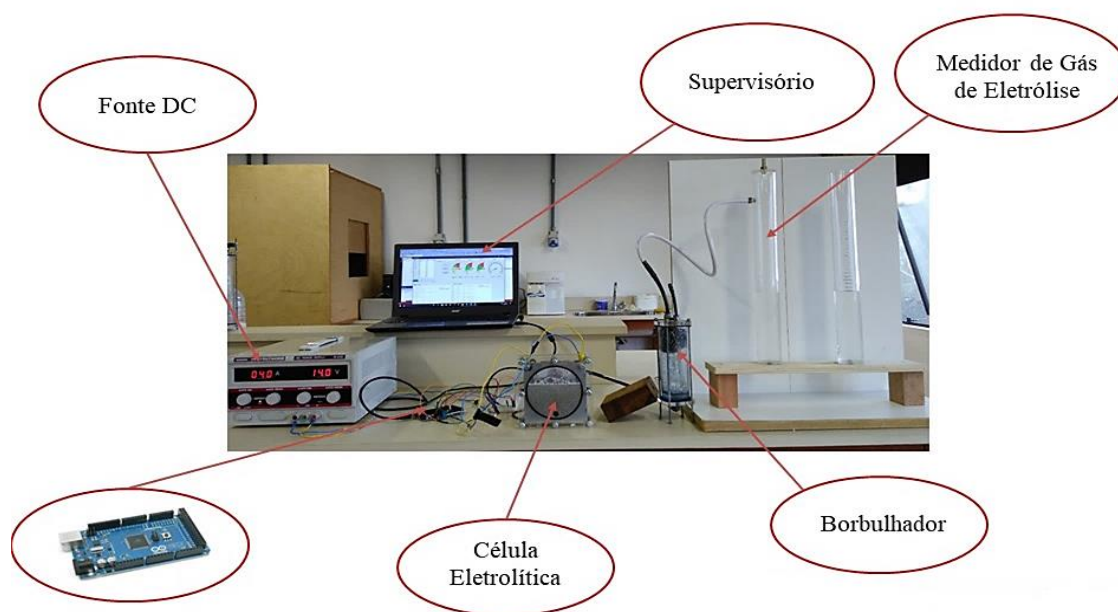 Fonte DC
Supervisório
Medidor de Gás
de Eletrólise
04.0 A
14.0 V
Célula
Eletrolítica
Borbulhador